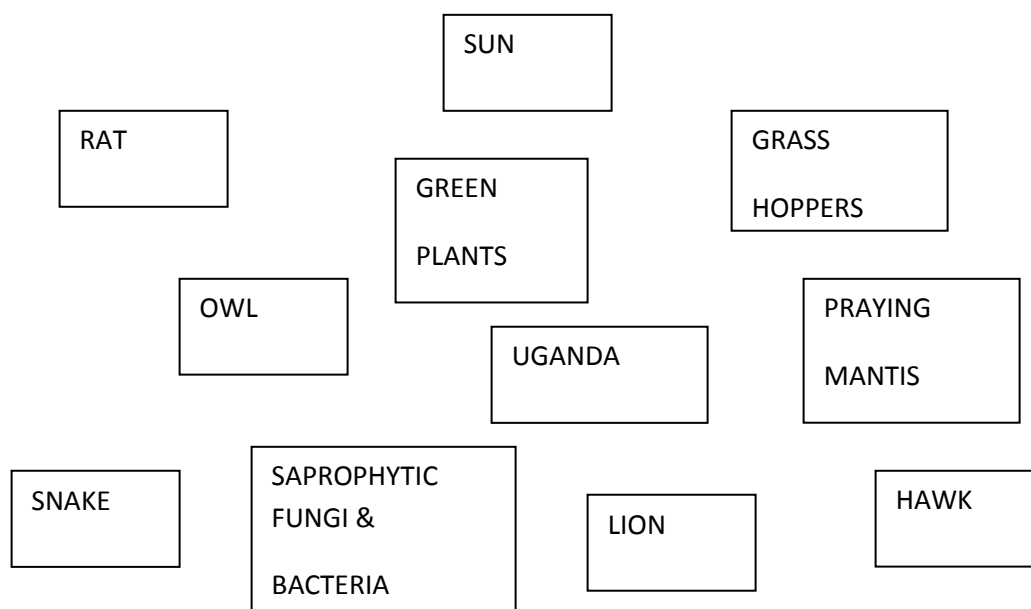 SUN
RAT
GRASS
HOPPERS
GREEN
PLANTS
OWL
PRAYING
MANTIS
UGANDA
SNAKE
SAPROPHYTIC
FUNGI &
BACTERIA
LION
HAWK